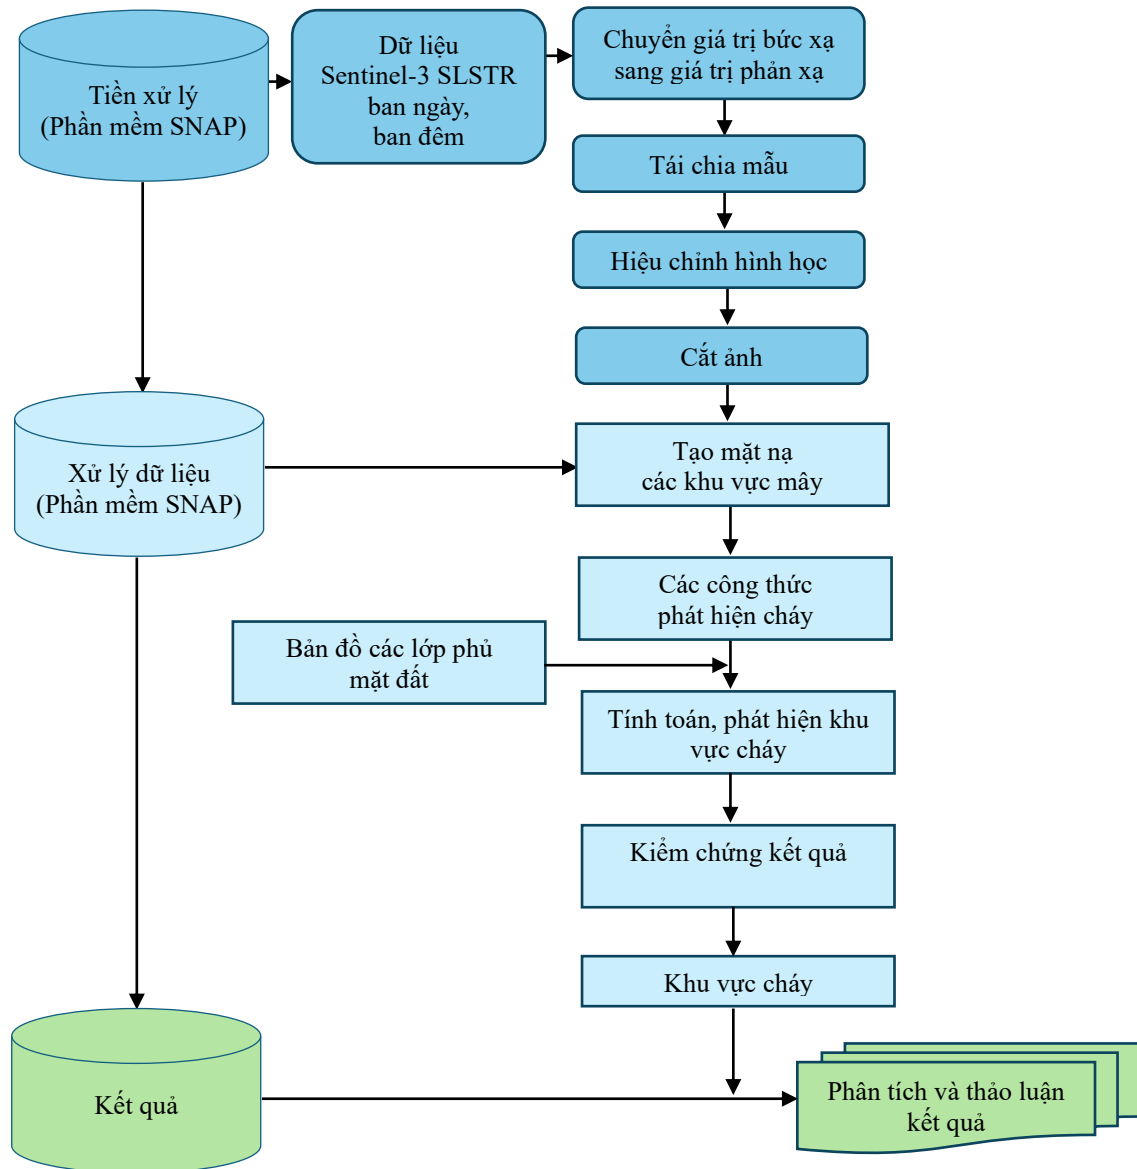 Tiền xử lý
(Phần mềm SNAP)
Dữ liệu
Sentinel-3 SLSTR
ban ngày,
ban đêm
Chuyển giá trị bức xạ
sang giá trị phản xạ
Tái chia mẫu
Hiệu chỉnh hình học
Cắt ảnh
Xử lý dữ liệu
(Phần mềm SNAP)
Tạo mặt nạ
các khu vực mây
Các công thức
phát hiện cháy
Bản đồ các lớp phủ
mặt đất
Tính toán, phát hiện khu
vực cháy
Kiểm chứng kết quả
Khu vực cháy
Kết quả
Phân tích và thảo luận
kết quả